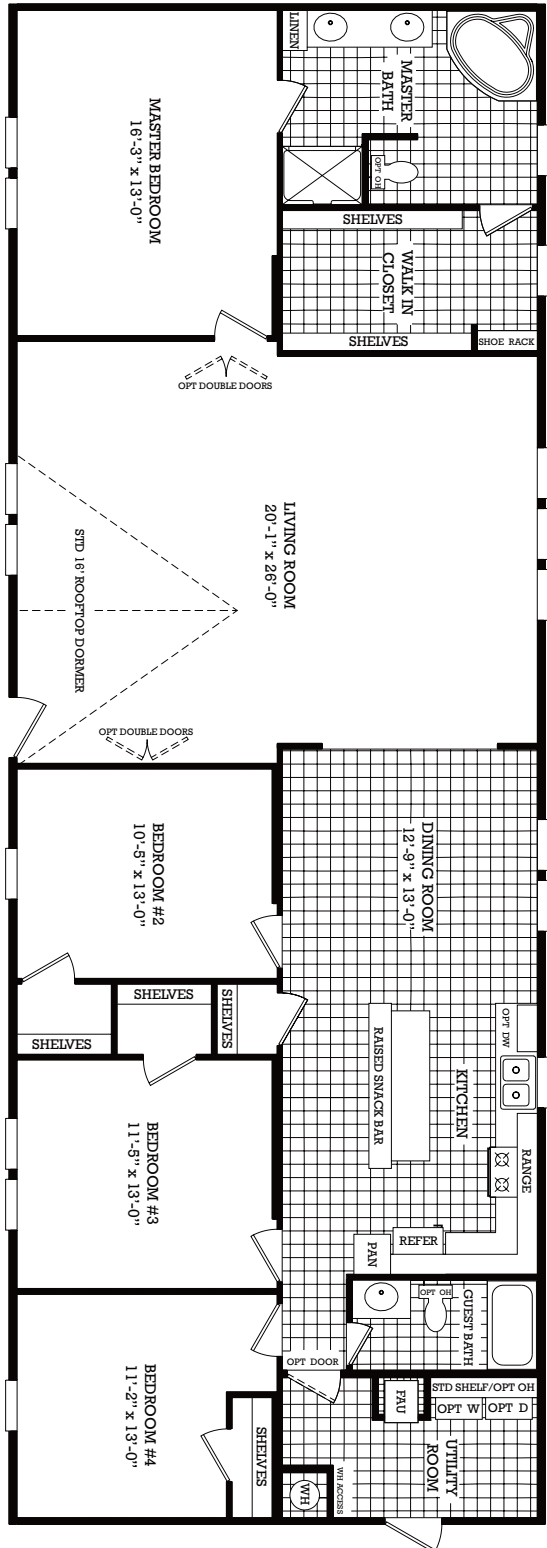 LINEN
MASTER
BATH
OPT OH
MASTER BEDROOM
16'-3" x 13'-0"
SHELVES
WALK IN
CLOSET
SHELVES
SHOE RACK
OPT DOUBLE DOORS
LIVING ROOM
20'-1" x 26'-0"
STD 16' ROOFTOP DORMER
OPT DOUBLE DOORS
BEDROOM #2
10'-5" x 13'-0"
DINING ROOM
12'-9" x 13'-0"
SHELVES
SHELVES
SHELVES
OPT DW
RAISED SNACK BAR
KITCHEN
RANGE
BEDROOM #3
11'-5" x 13'-0"
REFER
PAN
OPT OH
GUEST BATH
OPT DOOR
BEDROOM #4
11'-2" x 13'-0"
SHELVES
FAU
STD SHELF/OPT OH
OPT W
OPT D
UTILITY
ROOM
WH ACCESS
WH